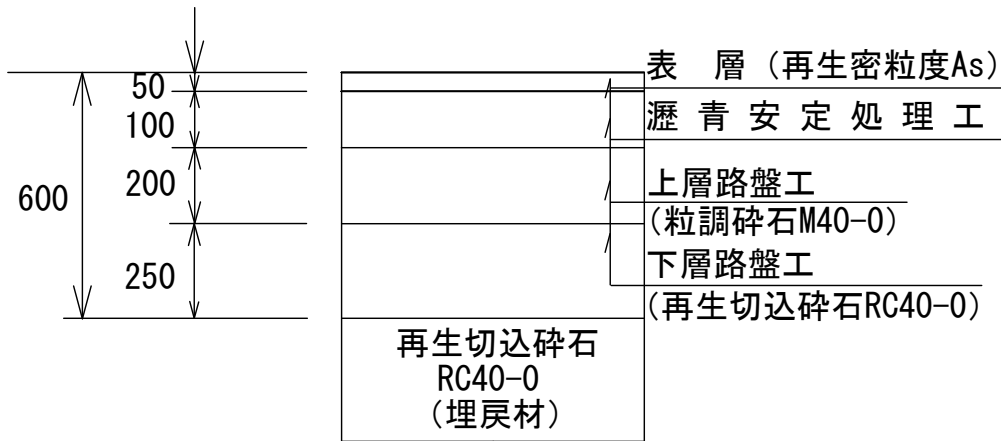 50
100
200
250
600
表　層 (再生密粒度As)
瀝 青 安 定 処 理 工
上層路盤工
(粒調砕石M40-0)
下層路盤工
(再生切込砕石RC40-0)
再生切込砕石
RC40-0
(埋戻材)